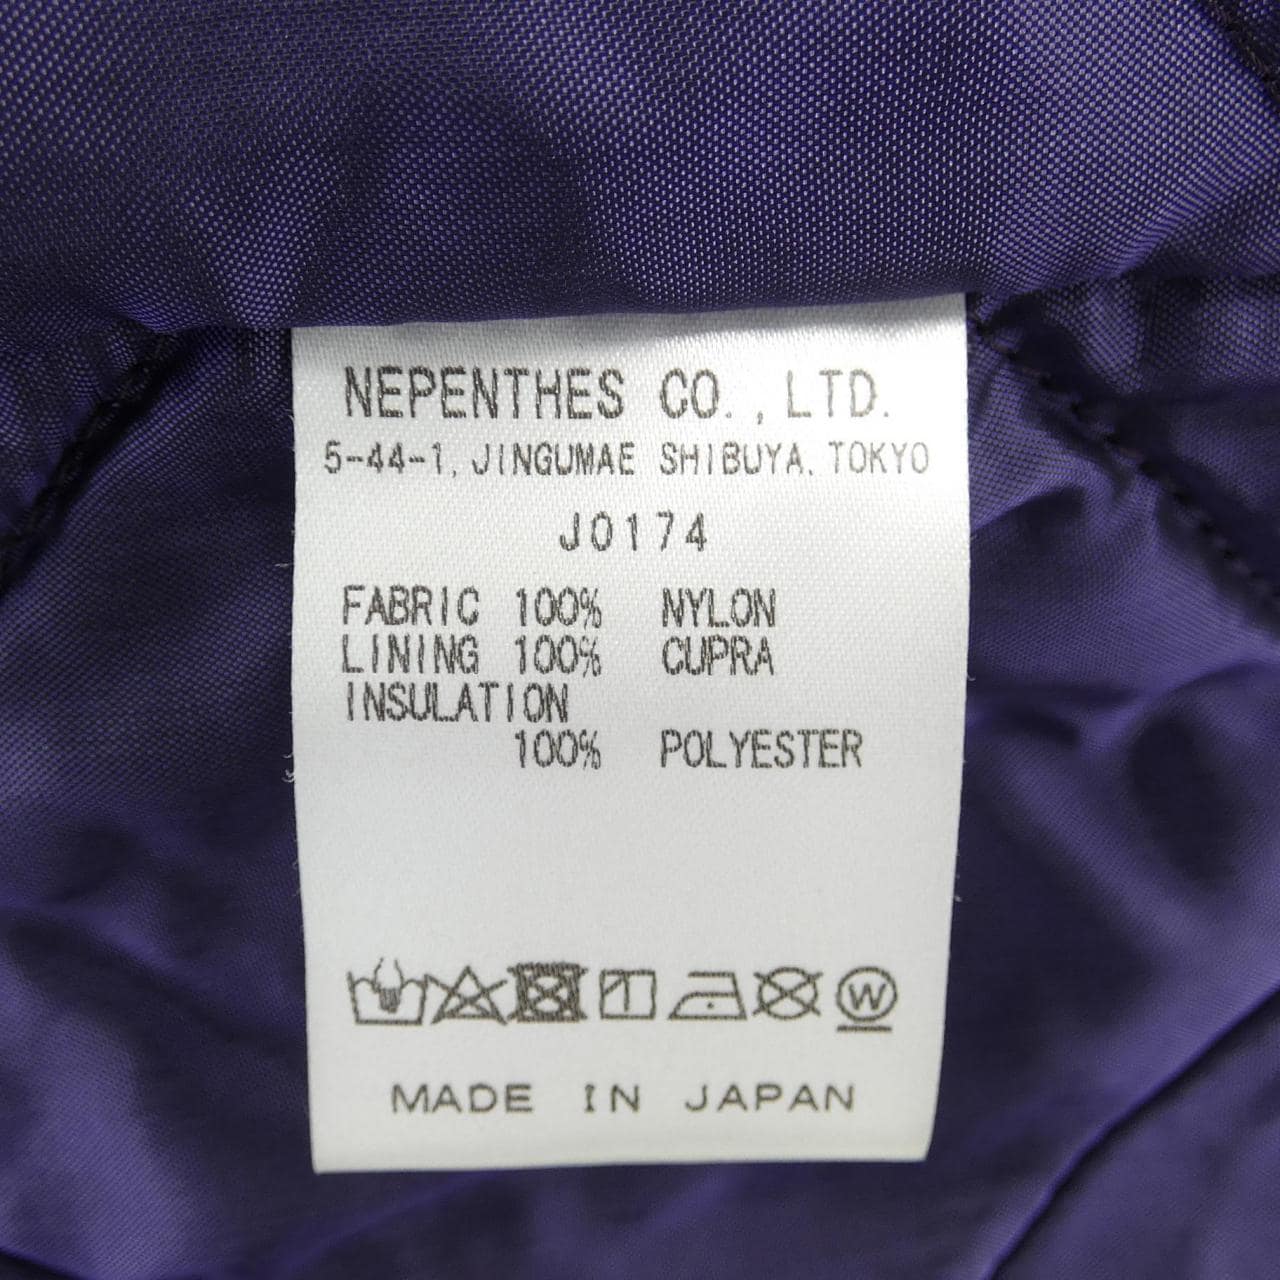 NEPENTHES CO., LTD.
5-44-1, JINGUMAE SHIBUYA, TOKYO
J0174
FABRIC 100% NYLON
LINING 100% CUPRA
INSULATION
100% POLYESTER
W
MADE IN JAPAN